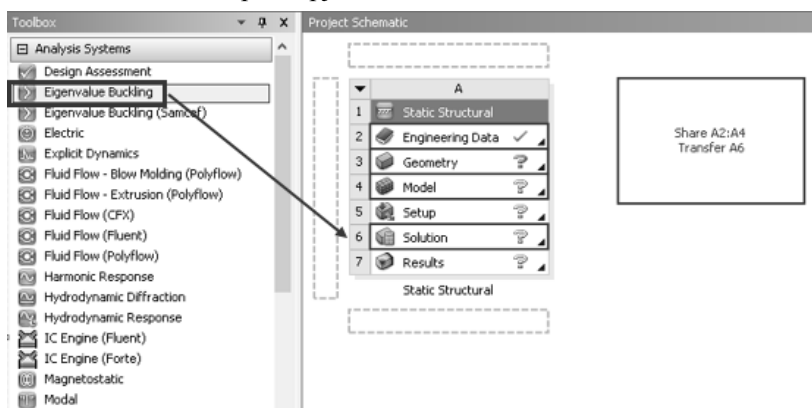 Toolbox
Project Schematic
Analysis Systems
Design Assessment
Eigenvalue Buckling
Eigenvalue Buckling (Samcef)
Electric
Explicit Dynamics
Fluid Flow - Blow Molding (Polyflow)
Fluid Flow - Extrusion (Polyflow)
Fluid Flow (CFX)
Fluid Flow (Fluent)
Fluid Flow (Polyflow)
Harmonic Response
Hydrodynamic Diffraction
Hydrodynamic Response
IC Engine (Fluent)
IC Engine (Forte)
Magnetostatic
Modal
A
1 Static Structural
2 Engineering Data
3 Geometry ?
4 Model ?
5 Setup ?
6 Solution ?
7 Results ?
Static Structural
Share A2:A4
Transfer A6